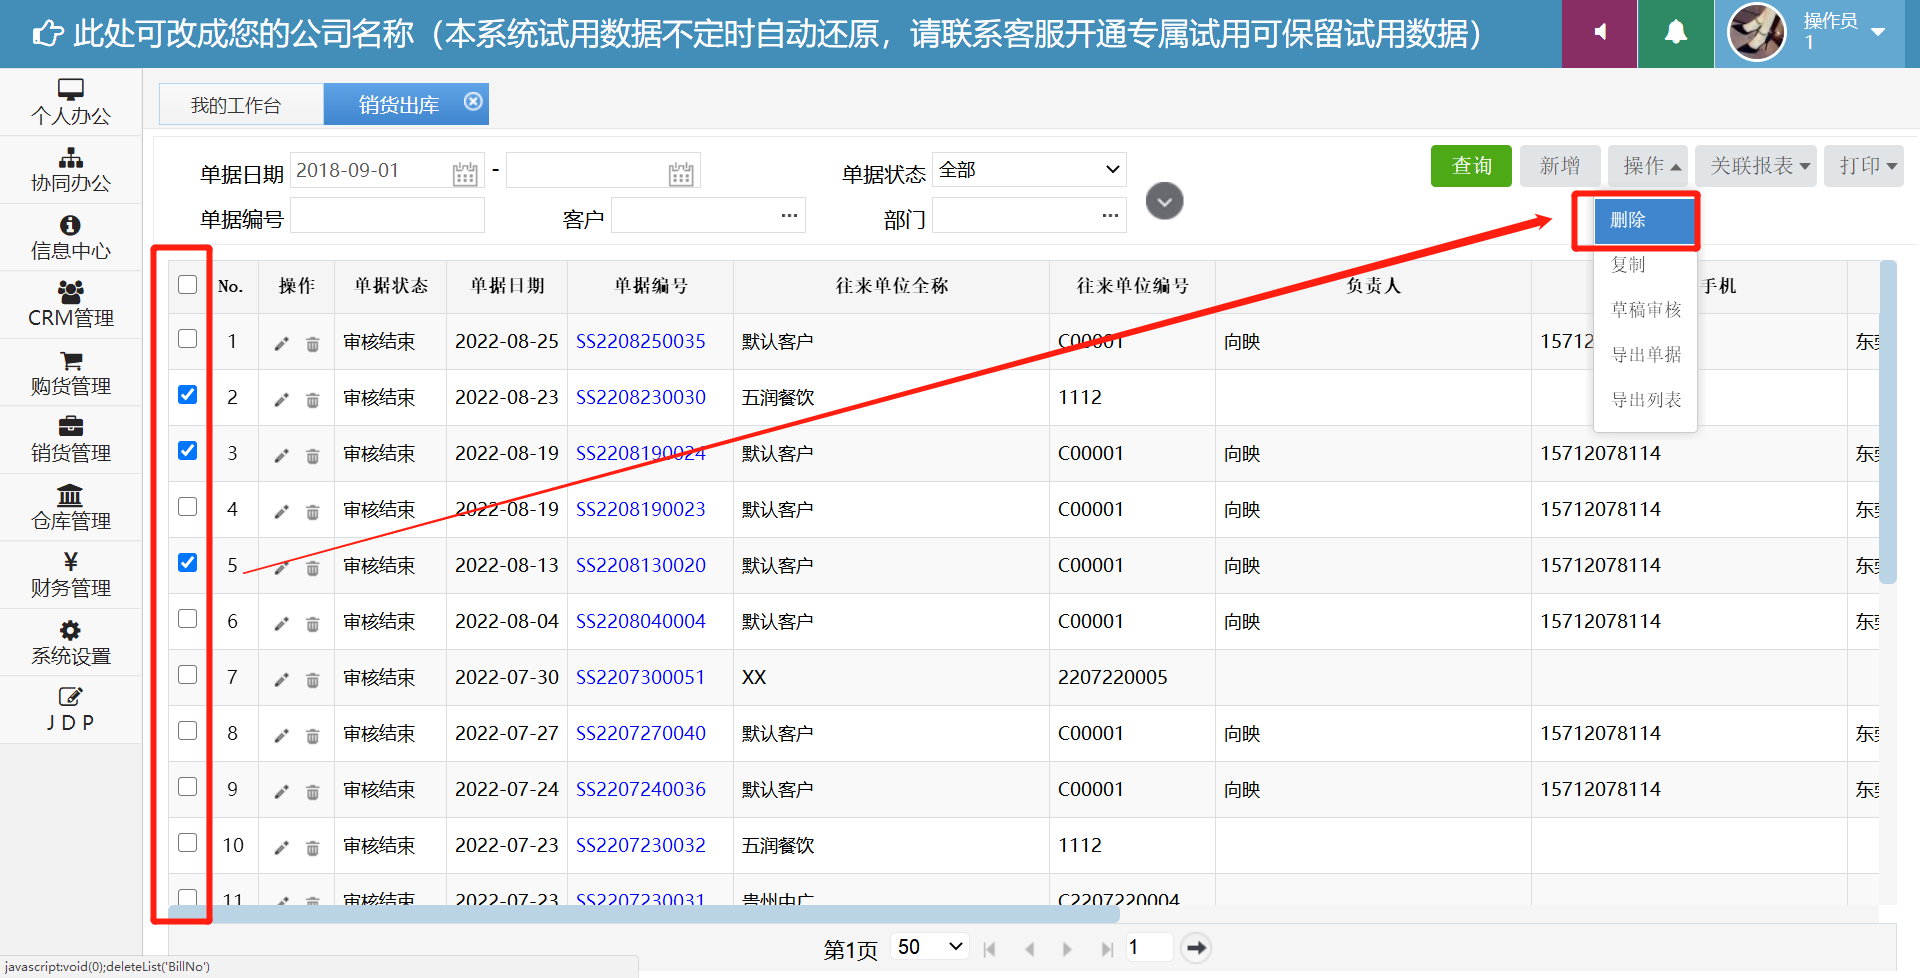 此处可改成您的公司名称（本系统试用数据不定时自动还原，请联系客服开通专属试用可保留试用数据）
操作员
1
个人办公
协同办公
信息中心
CRM管理
购货管理
销货管理
仓库管理
¥
财务管理
系统设置
JDP
我的工作台 销货出库
单据日期 2018-09-01 - 单据状态 全部
单据编号 客户 ... 部门 ...
查询 新增 操作 关联报表 打印
删除
复制
草稿审核
导出单据
导出列表
No. 操作 单据状态 单据日期 单据编号 往来单位全称 往来单位编号 负责人 手机
1 审核结束 2022-08-25 SS2208250035 默认客户 C00001 向映 15712
2 审核结束 2022-08-23 SS2208230030 五润餐饮 1112
3 审核结束 2022-08-19 SS2208190024 默认客户 C00001 向映 15712078114 东
4 审核结束 2022-08-19 SS2208190023 默认客户 C00001 向映 15712078114 东
5 审核结束 2022-08-13 SS2208130020 默认客户 C00001 向映 15712078114 东
6 审核结束 2022-08-04 SS2208040004 默认客户 C00001 向映 15712078114 东
7 审核结束 2022-07-30 SS2207300051 XX 2207220005
8 审核结束 2022-07-27 SS2207270040 默认客户 C00001 向映 15712078114 东
9 审核结束 2022-07-24 SS2207240036 默认客户 C00001 向映 15712078114 东
10 审核结束 2022-07-23 SS2207230032 五润餐饮 1112
11 审核结束 2022-07-23 SS2207230031 贵州中广 C2207220004
第1页 50 1
javascript:void(0);deleteList('BillNo')